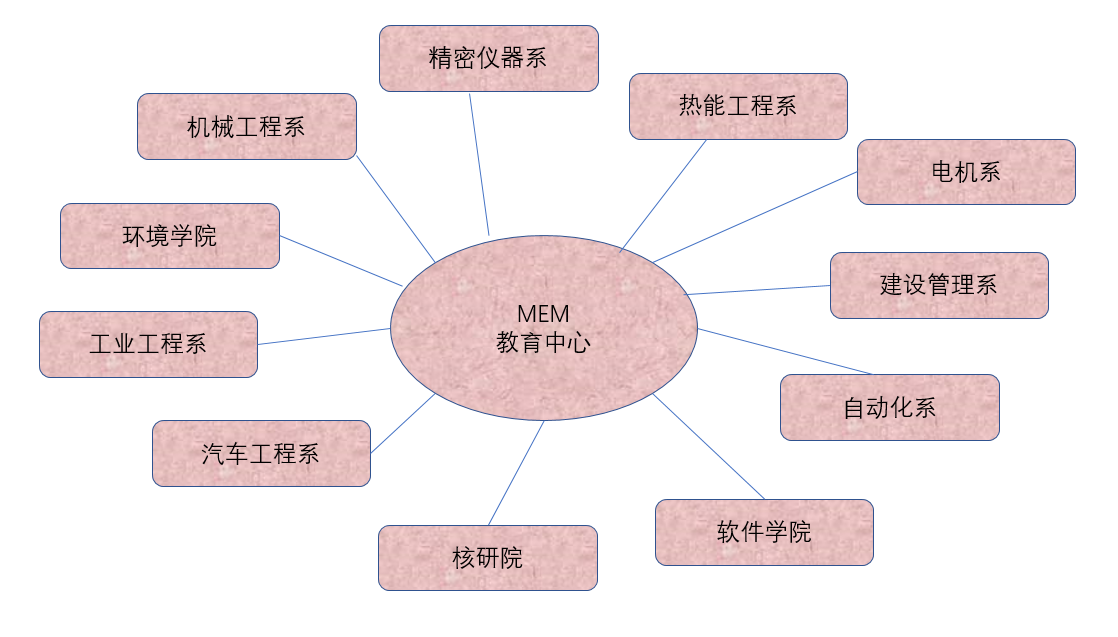 精密仪器系
热能工程系
机械工程系
电机系
环境学院
建设管理系
MEM
教育中心
工业工程系
自动化系
汽车工程系
软件学院
核研院